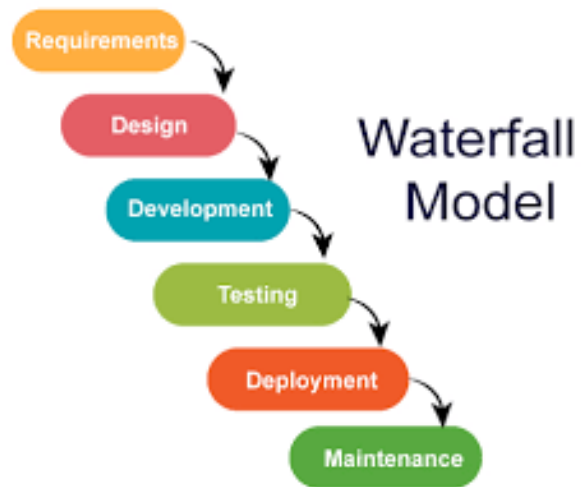 Requirements
Design
Waterfall
Model
Development
Testing
Deployment
Maintenance